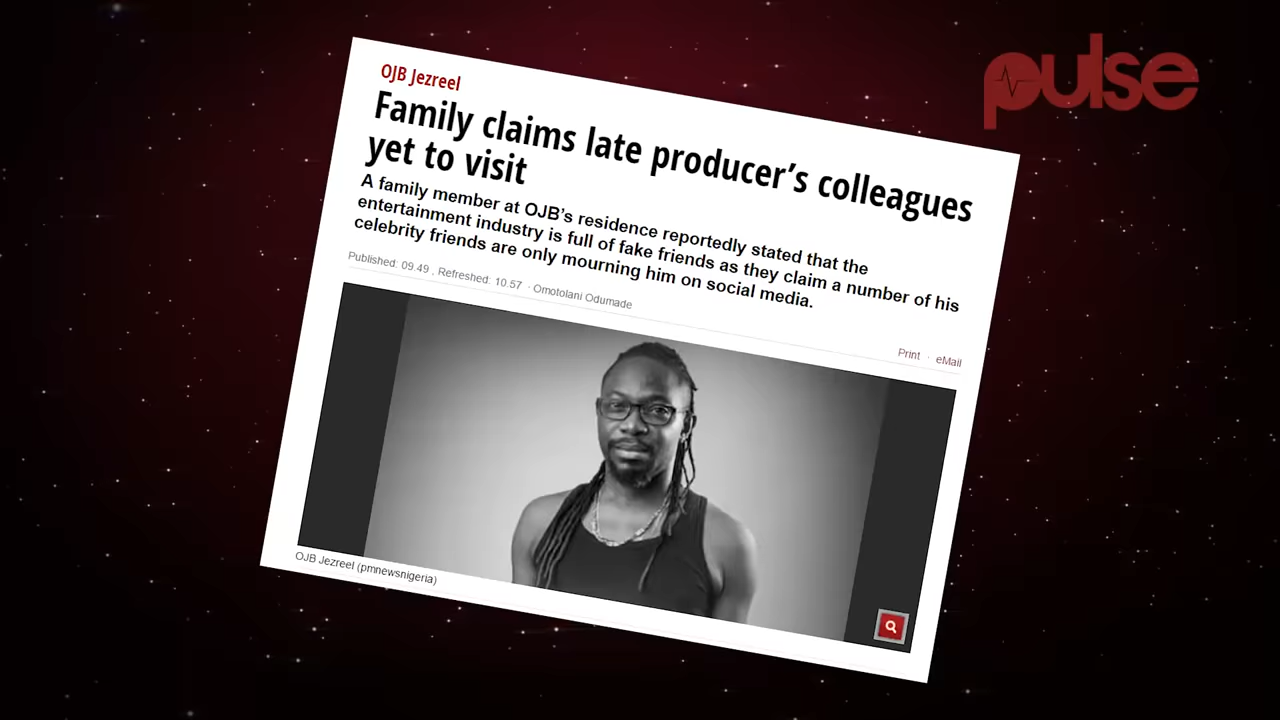 pulse
OJB Jezreel
Family claims late producer’s colleagues
yet to visit
A family member at OJB’s residence reportedly stated that the
entertainment industry is full of fake friends as they claim a number of his
celebrity friends are only mourning him on social media.
Published: 09.49 , Refreshed: 10.57 · Omotolani Odumade
Print · eMail
OJB Jezreel (pmnewsnigeria)